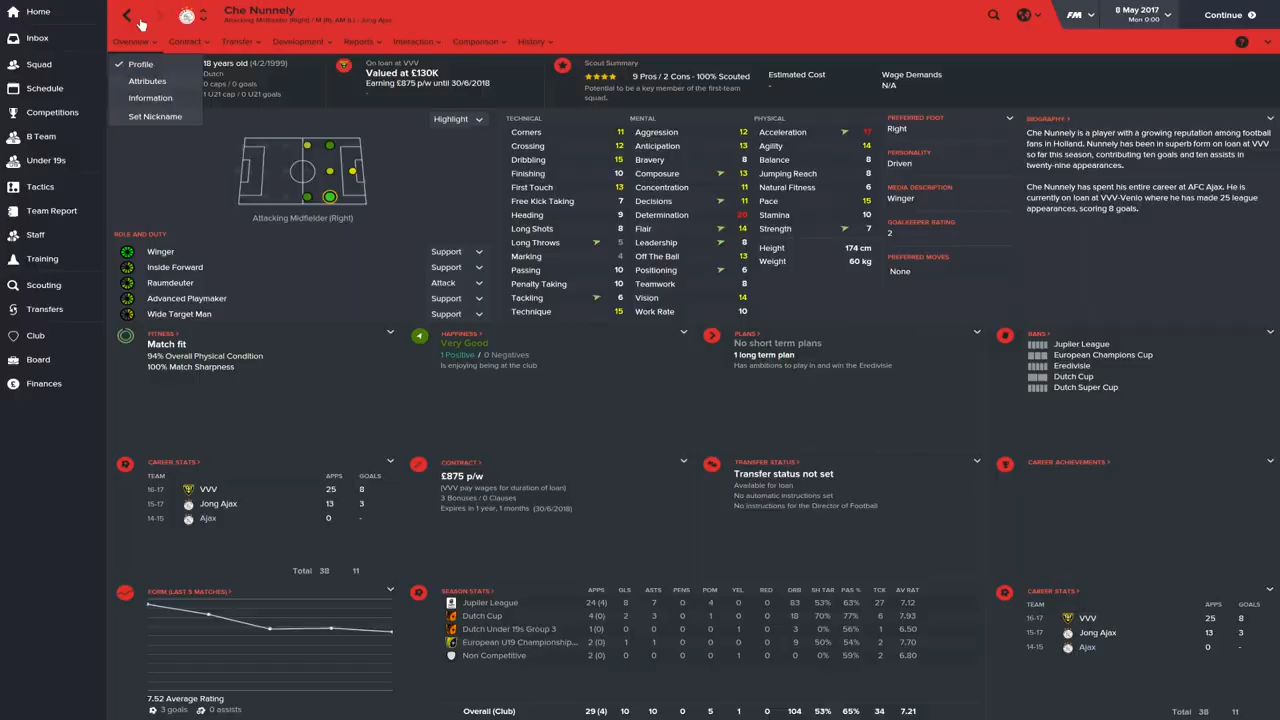 Home
Inbox
Squad
Schedule
Competitions
B Team
Under 19s
Tactics
Team Report
Staff
Training
Scouting
Transfers
Club
Board
Finances
Che Nunnely
Attacking Midfielder (Right) / M (R), AM (L) - Jong Ajax
FM
8 May 2017
Mon 0:00
Continue
Overview
Contract
Transfer
Development
Reports
Interaction
Comparison
History
?
Profile
Attributes
Information
Set Nickname
18 years old (4/2/1999)
Dutch
0 caps / 0 goals
1 U21 cap / 0 U21 goals
On loan at VVV
Valued at £130K
Earning £875 p/w until 30/6/2018
-
Scout Summary
9 Pros / 2 Cons - 100% Scouted
Potential to be a key member of the first-team
squad.
Estimated Cost
-
Wage Demands
N/A
Highlight
Attacking Midfielder (Right)
ROLE AND DUTY
Winger Support
Inside Forward Support
Raumdeuter Attack
Advanced Playmaker Support
Wide Target Man Support
TECHNICAL
Corners 11
Crossing 12
Dribbling 15
Finishing 10
First Touch 13
Free Kick Taking 7
Heading 9
Long Shots 8
Long Throws 5
Marking 4
Passing 10
Penalty Taking 10
Tackling 6
Technique 15
MENTAL
Aggression 12
Anticipation 13
Bravery 8
Composure 13
Concentration 11
Decisions 11
Determination 20
Flair 14
Leadership 8
Off The Ball 13
Positioning 6
Teamwork 8
Vision 14
Work Rate 10
PHYSICAL
Acceleration 17
Agility 14
Balance 8
Jumping Reach 8
Natural Fitness 6
Pace 15
Stamina 10
Strength 7
Height 174 cm
Weight 60 kg
PREFERRED FOOT
Right
PERSONALITY
Driven
MEDIA DESCRIPTION
Winger
GOALKEEPER RATING
2
PREFERRED MOVES
None
BIOGRAPHY >
Che Nunnely is a player with a growing reputation among football
fans in Holland. Nunnely has been in superb form on loan at VVV
so far this season, contributing ten goals and ten assists in
twenty-nine appearances.
Che Nunnely has spent his entire career at AFC Ajax. He is
currently on loan at VVV-Venlo where he has made 25 league
appearances, scoring 8 goals.
FITNESS >
Match fit
94% Overall Physical Condition
100% Match Sharpness
HAPPINESS >
Very Good
1 Positive / 0 Negatives
Is enjoying being at the club
PLANS >
No short term plans
1 long term plan
Has ambitions to play in and win the Eredivisie
BANS >
Jupiler League
European Champions Cup
Eredivisie
Dutch Cup
Dutch Super Cup
CAREER STATS >
TEAM APPS GOALS
16-17 VVV 25 8
15-17 Jong Ajax 13 3
14-15 Ajax 0 -
Total 38 11
CONTRACT >
£875 p/w
(VVV pay wages for duration of loan)
3 Bonuses / 0 Clauses
Expires in 1 year, 1 months (30/6/2018)
TRANSFER STATUS >
Transfer status not set
Available for loan
No automatic instructions set
No instructions for the Director of Football
CAREER ACHIEVEMENTS >
FORM (LAST 5 MATCHES) >
7.52 Average Rating
3 goals 0 assists
SEASON STATS > APPS GLS ASTS PENS POM YEL RED DRB SH TAR PAS % TCK AV RAT
Jupiler League 24 (4) 8 7 0 4 0 0 83 53% 63% 27 7.12
Dutch Cup 4 (0) 2 3 0 1 0 0 18 70% 77% 6 7.93
Dutch Under 19s Group 3 1 (0) 0 0 0 0 1 0 3 0% 56% 1 6.50
European U19 Championship... 2 (0) 1 1 0 0 0 0 9 50% 54% 2 7.70
Non Competitive 2 (0) 0 0 0 0 1 0 0 0% 59% 2 6.80
Overall (Club) 29 (4) 10 10 0 5 1 0 104 53% 65% 34 7.21
CAREER STATS >
TEAM APPS GOALS
16-17 VVV 25 8
15-17 Jong Ajax 13 3
14-15 Ajax 0 -
Total 38 11